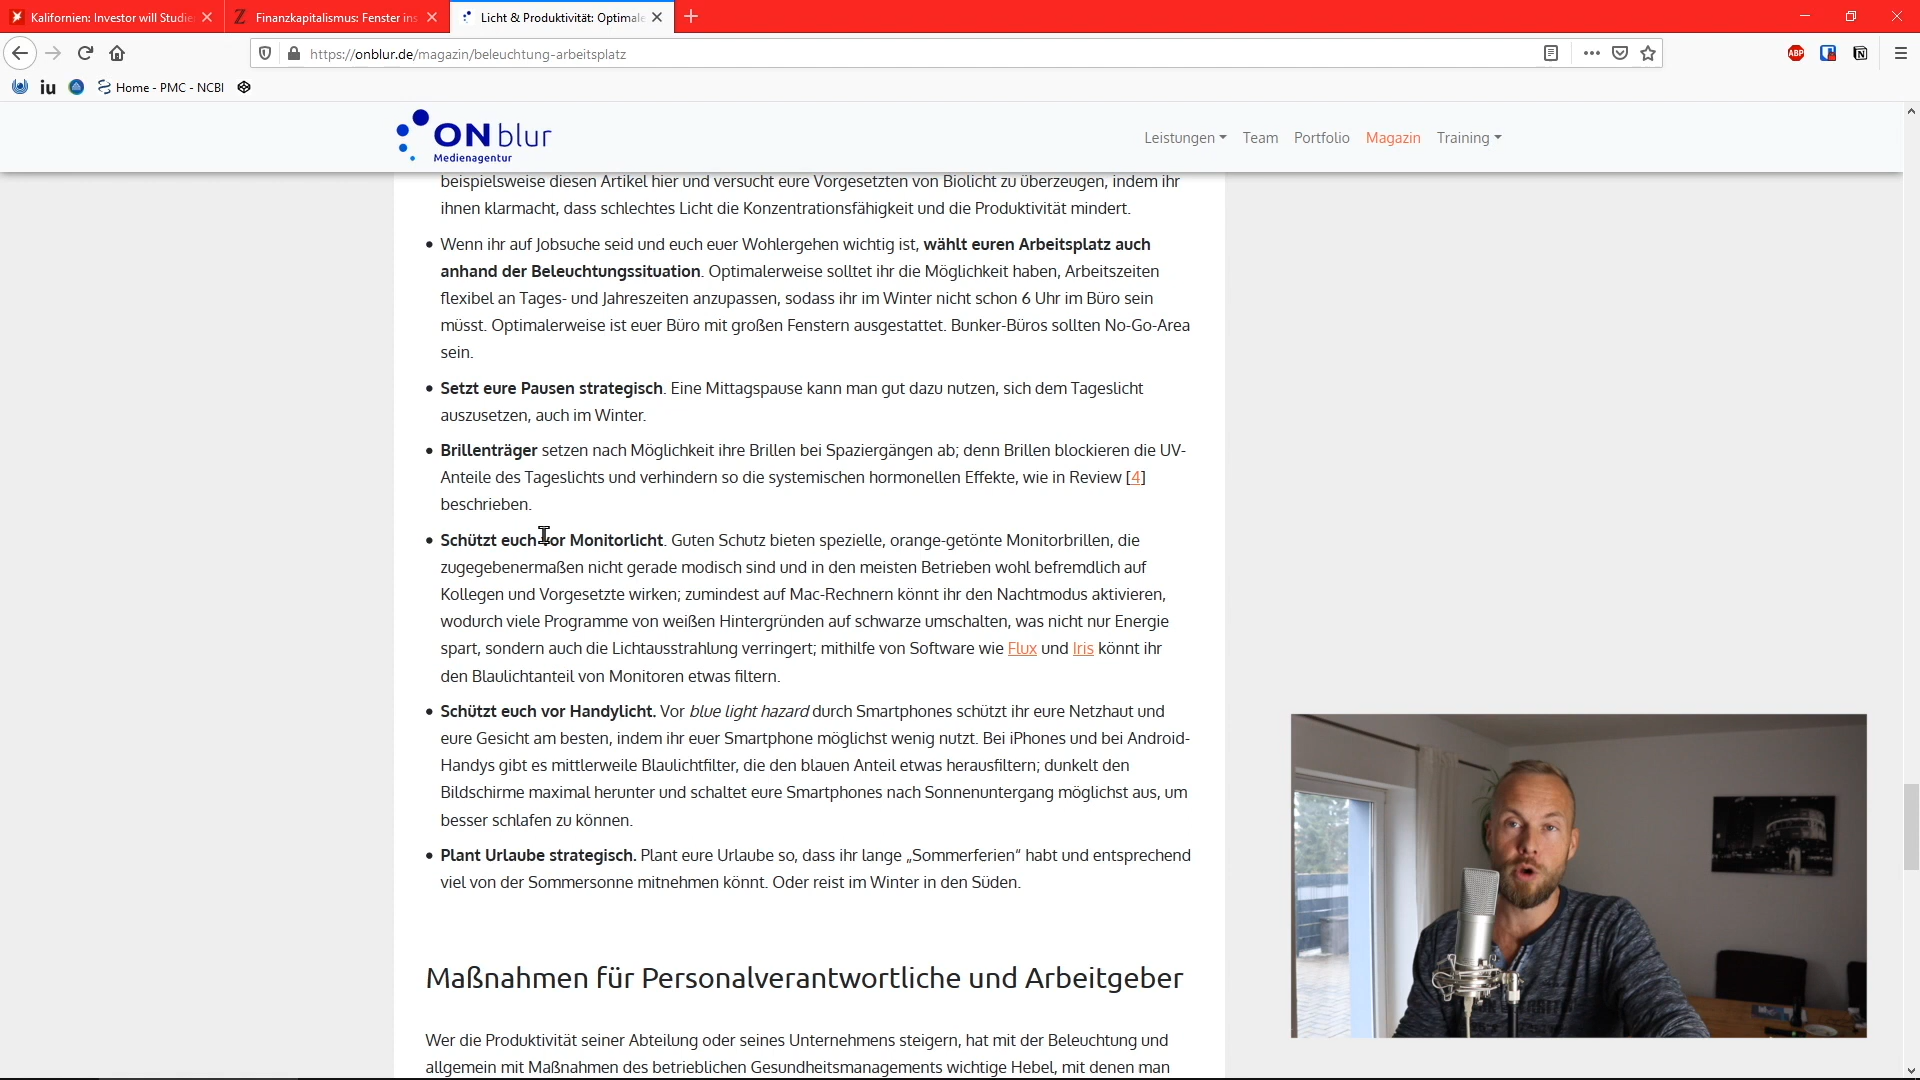 Kalifornien: Investor will Studie
Finanzkapitalismus: Fenster ins
Licht & Produktivität: Optimale
https://onblur.de/magazin/beleuchtung-arbeitsplatz
ABP
iu
Home - PMC - NCBI
ON blur
Medienagentur
Leistungen
Team
Portfolio
Magazin
Training
beispielsweise diesen Artikel hier und versucht eure Vorgesetzten von Biolicht zu überzeugen, indem ihr
ihnen klarmacht, dass schlechtes Licht die Konzentrationsfähigkeit und die Produktivität mindert.
• Wenn ihr auf Jobsuche seid und euch euer Wohlergehen wichtig ist, wählt euren Arbeitsplatz auch
anhand der Beleuchtungssituation. Optimalerweise solltet ihr die Möglichkeit haben, Arbeitszeiten
flexibel an Tages- und Jahreszeiten anzupassen, sodass ihr im Winter nicht schon 6 Uhr im Büro sein
müsst. Optimalerweise ist euer Büro mit großen Fenstern ausgestattet. Bunker-Büros sollten No-Go-Area
sein.
• Setzt eure Pausen strategisch. Eine Mittagspause kann man gut dazu nutzen, sich dem Tageslicht
auszusetzen, auch im Winter.
• Brillenträger setzen nach Möglichkeit ihre Brillen bei Spaziergängen ab; denn Brillen blockieren die UV-
Anteile des Tageslichts und verhindern so die systemischen hormonellen Effekte, wie in Review [4]
beschrieben.
• Schützt euch vor Monitorlicht. Guten Schutz bieten spezielle, orange-getönte Monitorbrillen, die
zugegebenermaßen nicht gerade modisch sind und in den meisten Betrieben wohl befremdlich auf
Kollegen und Vorgesetzte wirken; zumindest auf Mac-Rechnern könnt ihr den Nachtmodus aktivieren,
wodurch viele Programme von weißen Hintergründen auf schwarze umschalten, was nicht nur Energie
spart, sondern auch die Lichtausstrahlung verringert; mithilfe von Software wie Flux und Iris könnt ihr
den Blaulichtanteil von Monitoren etwas filtern.
• Schützt euch vor Handylicht. Vor blue light hazard durch Smartphones schützt ihr eure Netzhaut und
eure Gesicht am besten, indem ihr euer Smartphone möglichst wenig nutzt. Bei iPhones und bei Android-
Handys gibt es mittlerweile Blaulichtfilter, die den blauen Anteil etwas herausfiltern; dunkelt den
Bildschirme maximal herunter und schaltet eure Smartphones nach Sonnenuntergang möglichst aus, um
besser schlafen zu können.
• Plant Urlaube strategisch. Plant eure Urlaube so, dass ihr lange „Sommerferien“ habt und entsprechend
viel von der Sommersonne mitnehmen könnt. Oder reist im Winter in den Süden.
Maßnahmen für Personalverantwortliche und Arbeitgeber
Wer die Produktivität seiner Abteilung oder seines Unternehmens steigern, hat mit der Beleuchtung und
allgemein mit Maßnahmen des betrieblichen Gesundheitsmanagements wichtige Hebel, mit denen man